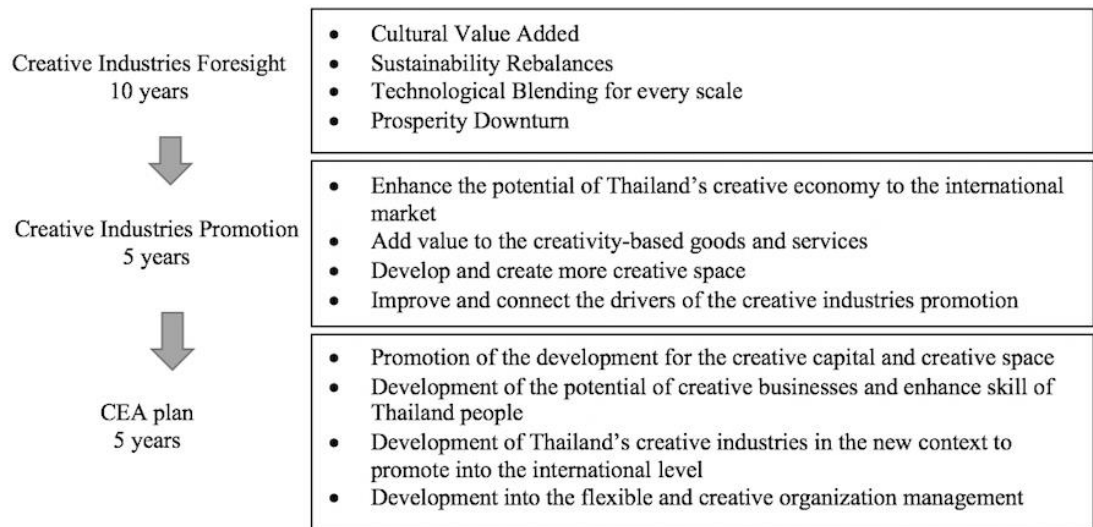 Creative Industries Foresight
10 years
• Cultural Value Added
• Sustainability Rebalances
• Technological Blending for every scale
• Prosperity Downturn
Creative Industries Promotion
5 years
• Enhance the potential of Thailand’s creative economy to the international
market
• Add value to the creativity-based goods and services
• Develop and create more creative space
• Improve and connect the drivers of the creative industries promotion
CEA plan
5 years
• Promotion of the development for the creative capital and creative space
• Development of the potential of creative businesses and enhance skill of
Thailand people
• Development of Thailand’s creative industries in the new context to
promote into the international level
• Development into the flexible and creative organization management